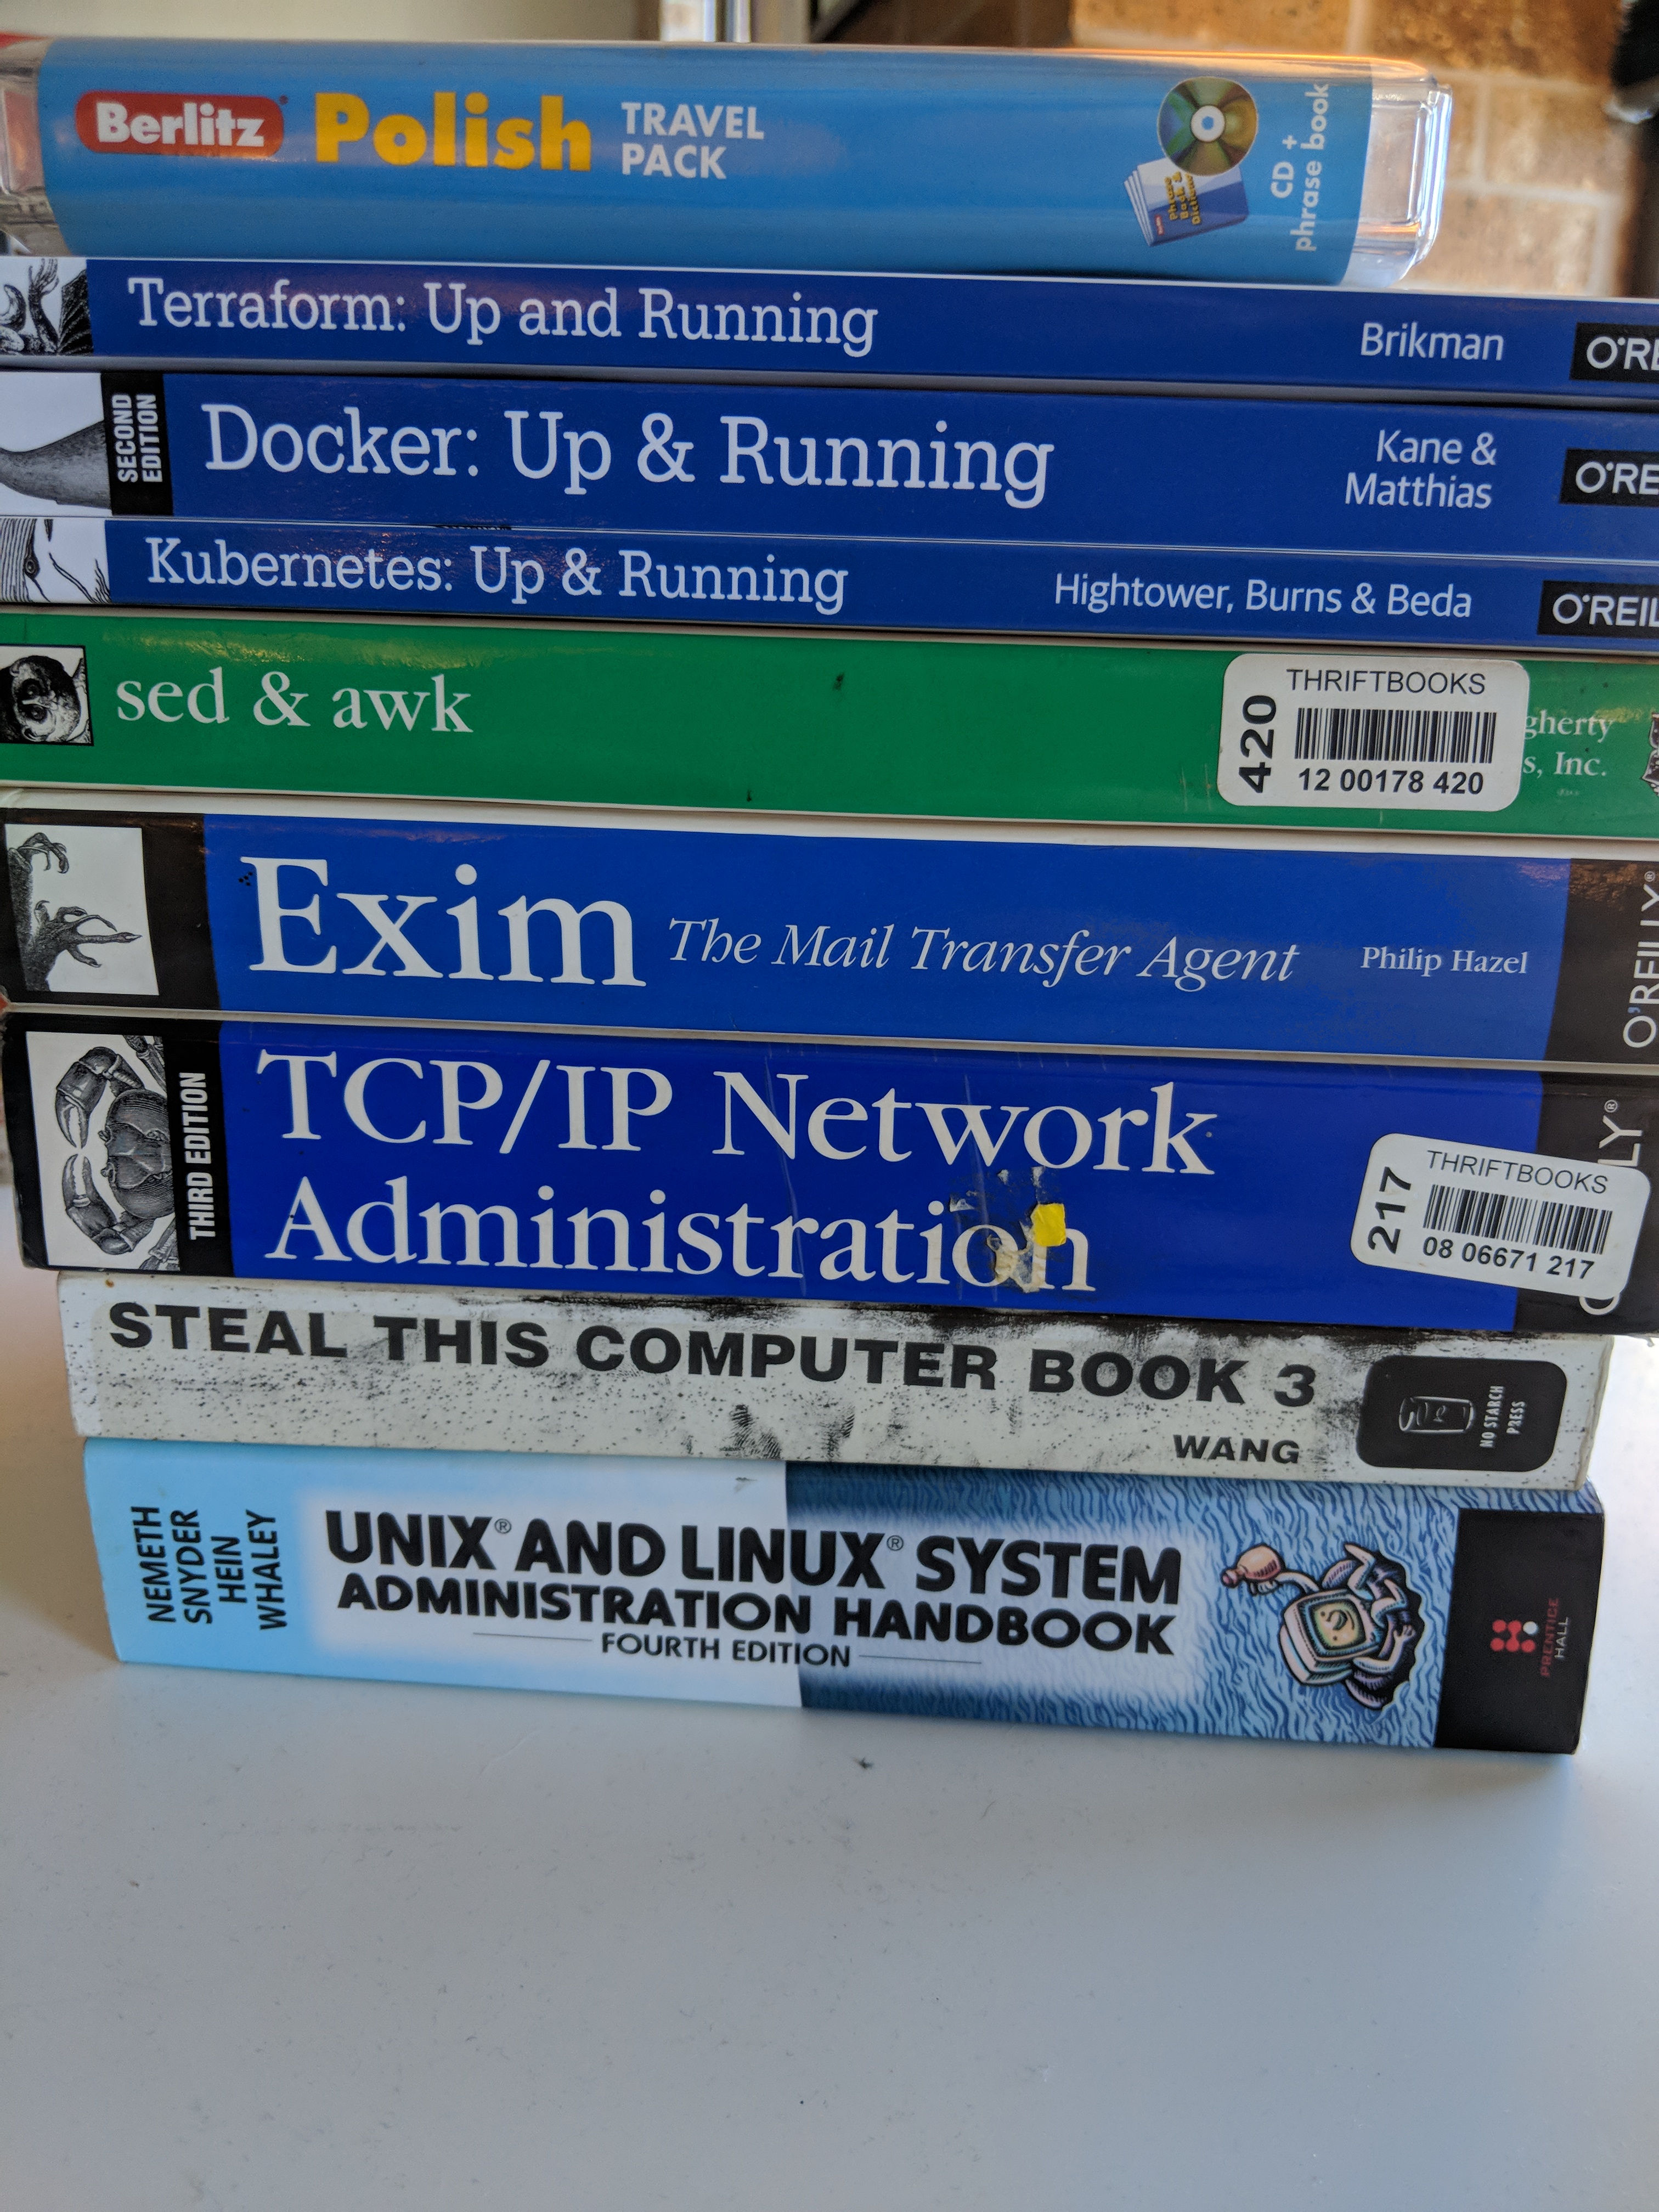 Berlitz Polish TRAVEL
PACK
CD +
phrase book
Phrase
Book &
Terraform: Up and Running Brikman O'RE
SECOND
EDITION
Docker: Up & Running Kane &
Matthias O'RE
Kubernetes: Up & Running Hightower, Burns & Beda O'REIL
sed & awk
THRIFTBOOKS
420
12 00178 420
gherty
s, Inc.
Exim The Mail Transfer Agent Philip Hazel O'REILLY®
THIRD EDITION
TCP/IP Network
Administration
LY®
THRIFTBOOKS
217
08 06671 217
STEAL THIS COMPUTER BOOK 3
WANG
NO STARCH
PRESS
NEMETH
SNYDER
HEIN
WHALEY
UNIX® AND LINUX® SYSTEM
ADMINISTRATION HANDBOOK
FOURTH EDITION
PRENTICE
HALL